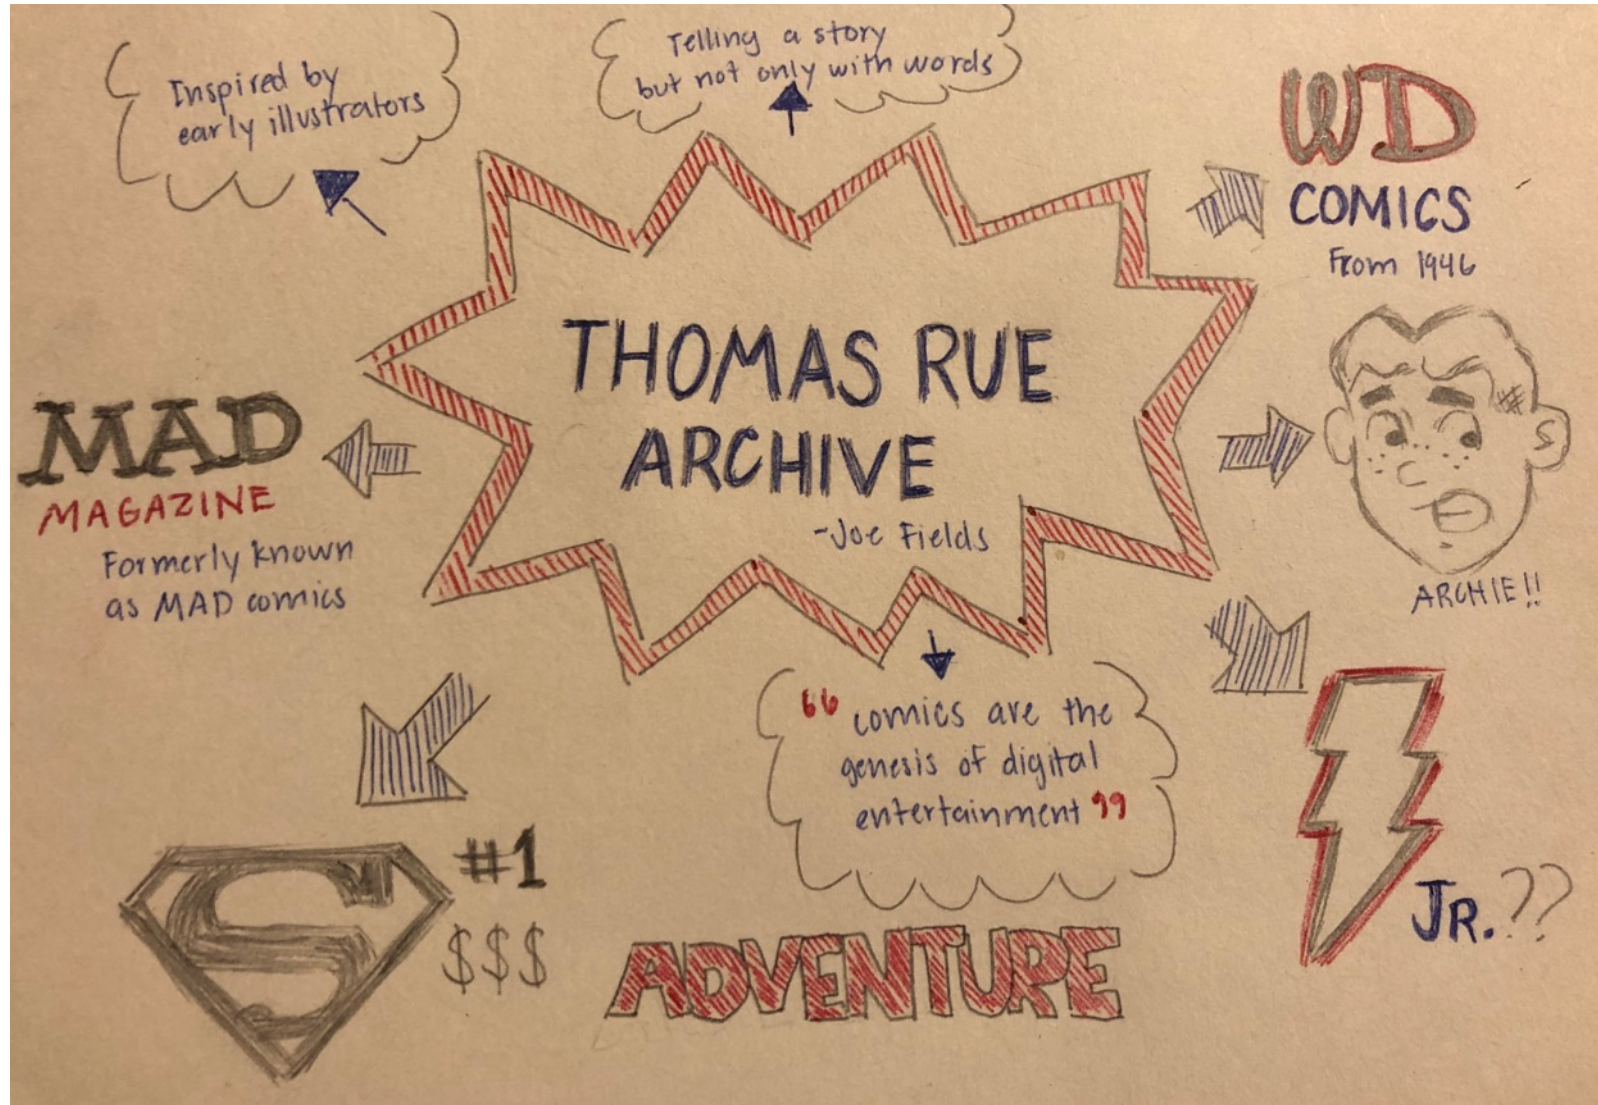 Inspired by
early illustrators
Telling a story
but not only with words
WD
COMICS
From 1946
THOMAS RUE
ARCHIVE
-Joe Fields
MAD
MAGAZINE
Formerly known
as MAD comics
ARCHIE!!
“comics are the
genesis of digital
entertainment”
S
#1
$$$
JR.??
ADVENTURE